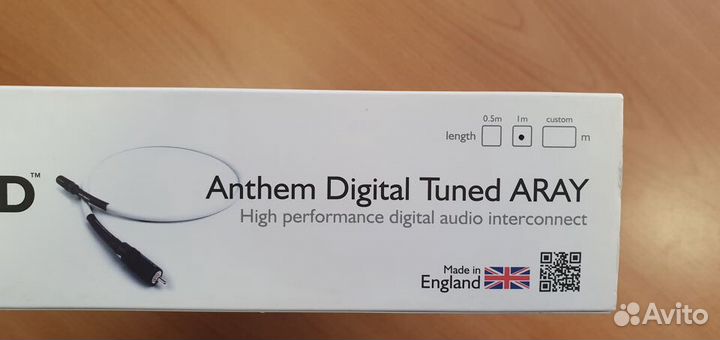 0.5m 1m custom
length m
D™
Anthem Digital Tuned ARAY
High performance digital audio interconnect
Made in
England
Avito